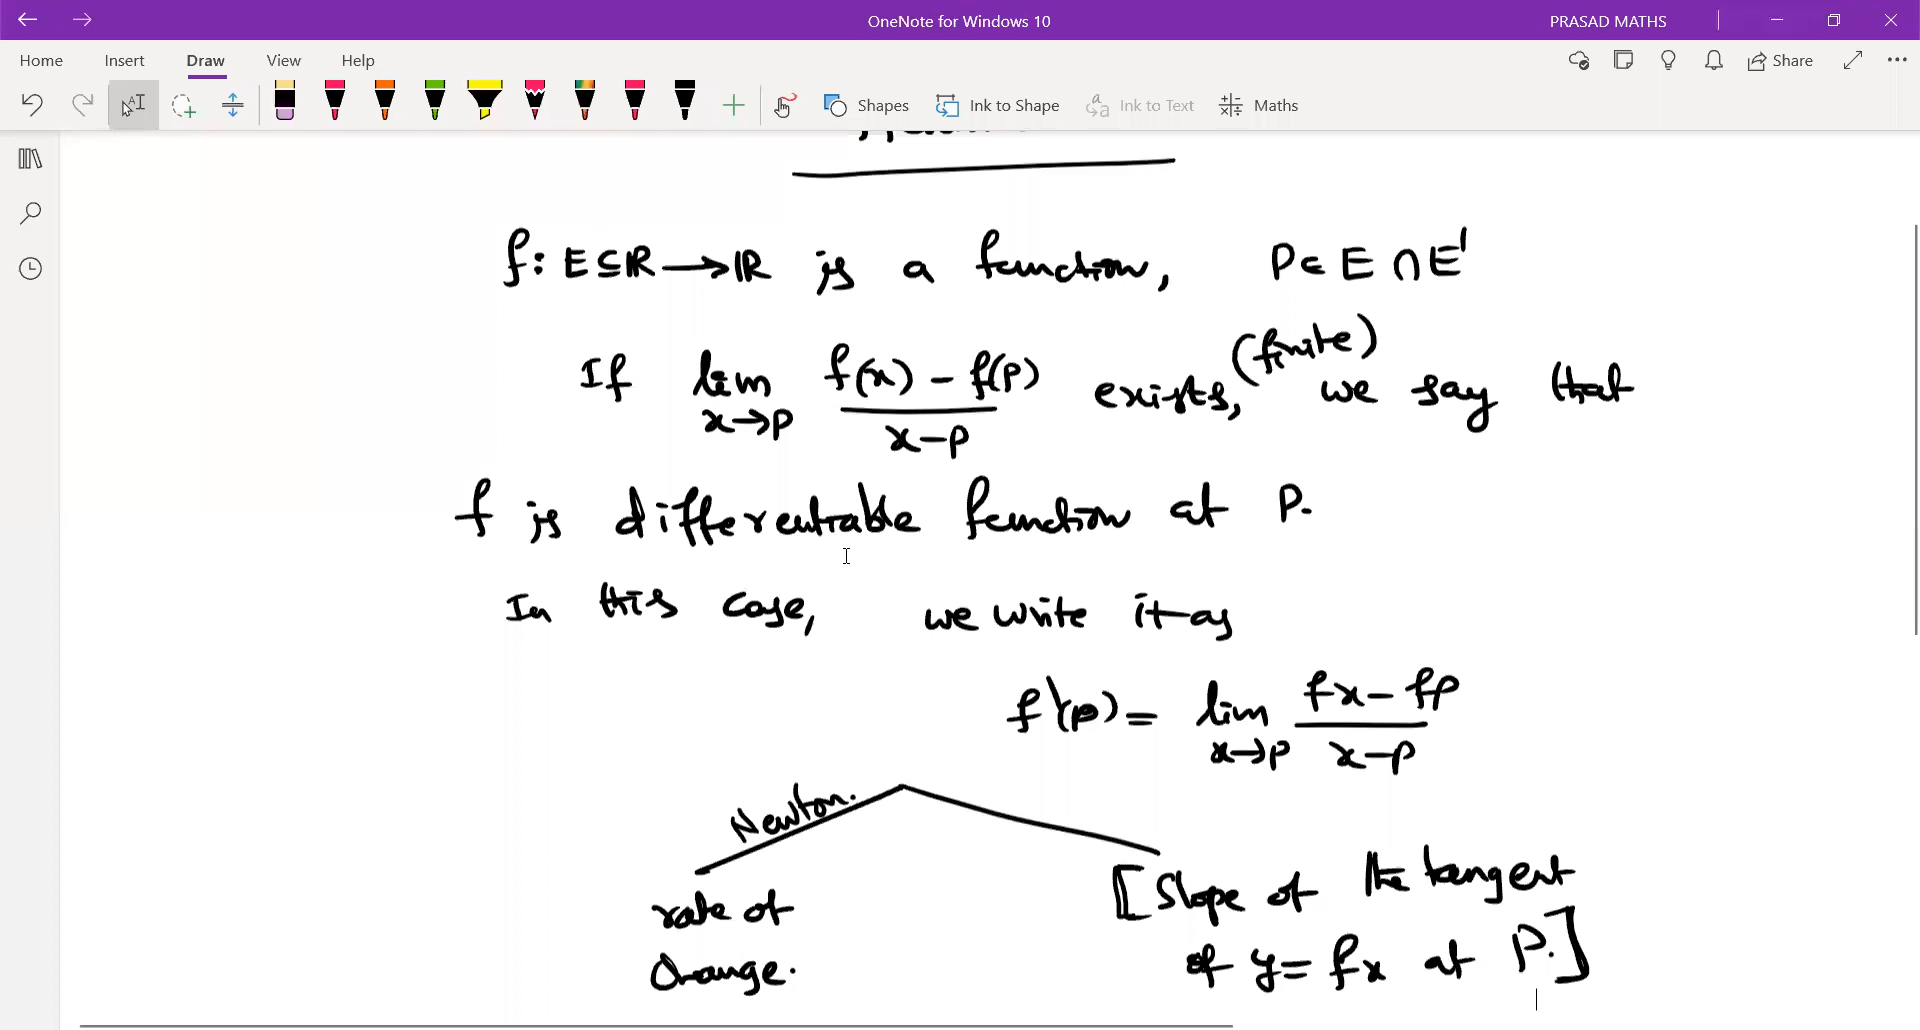 OneNote for Windows 10
PRASAD MATHS
Home Insert Draw View Help
Share
Shapes Ink to Shape Ink to Text Maths
f: E ⊆ ℝ → ℝ is a function, P ∈ E ∩ E'
(finite)
If lim x→p f(x) - f(p) / x-p exists, we say that
f is differentiable function at P.
In this case, we write it as
f'(p) = lim x→p fx - fp / x-p
Newton.
rate of
change.
[Slope of the tangent
of y = fx at P.]